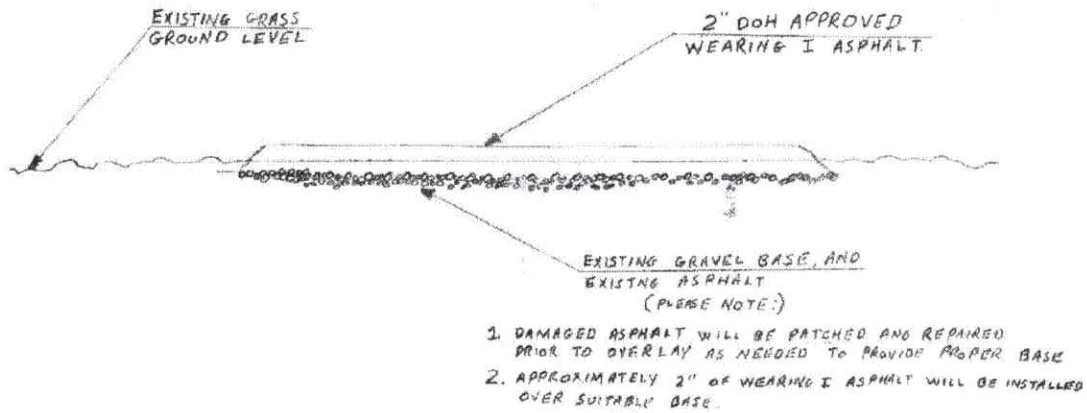 EXISTING GRASS
GROUND LEVEL
2" DOH APPROVED
WEARING I ASPHALT
EXISTING GRAVEL BASE, AND
EXISTNG ASPHALT
(PLEASE NOTE:)
1. DAMAGED ASPHALT WILL BE PATCHED AND REPAIRED
PRIOR TO OVERLAY AS NEEDED TO PROVIDE PROPER BASE
2. APPROXIMATELY 2" OF WEARING I ASPHALT WILL BE INSTALLED
OVER SUITABLE BASE.